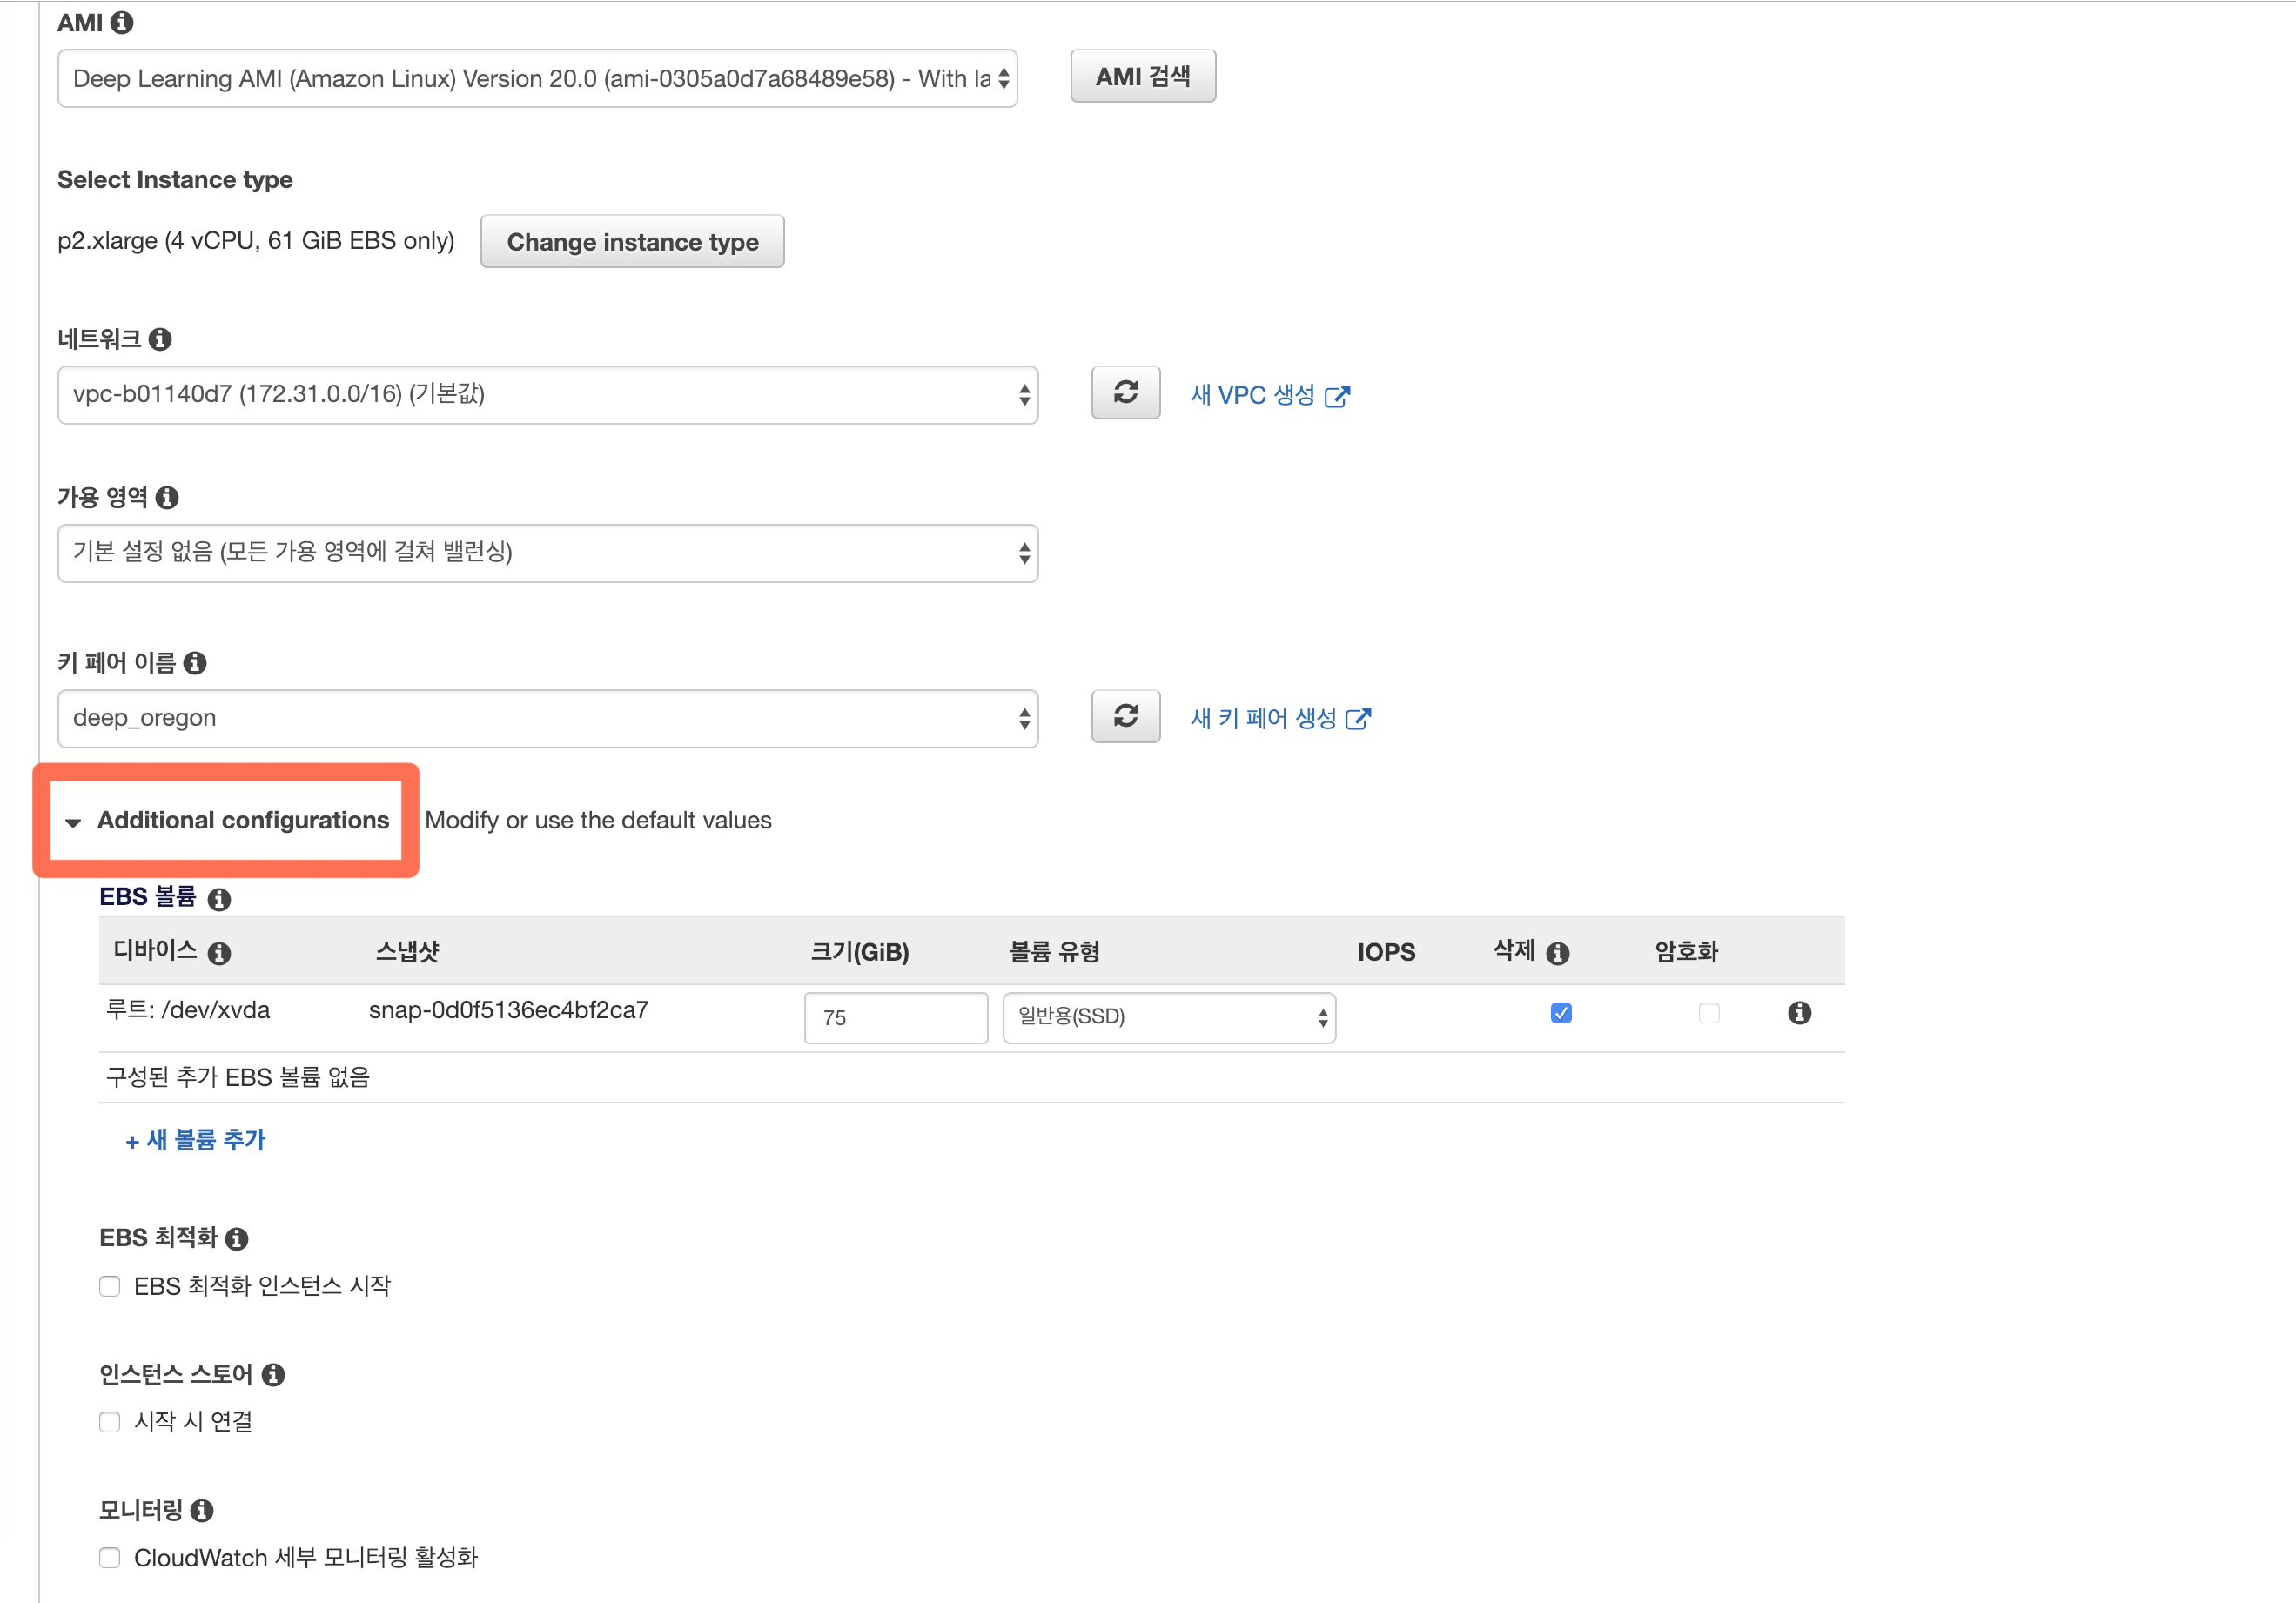 AMI
Deep Learning AMI (Amazon Linux) Version 20.0 (ami-0305a0d7a68489e58) - With la
AMI 검색
Select Instance type
p2.xlarge (4 vCPU, 61 GiB EBS only)
Change instance type
네트워크
vpc-b01140d7 (172.31.0.0/16) (기본값)
새 VPC 생성
가용 영역
기본 설정 없음 (모든 가용 영역에 걸쳐 밸런싱)
키 페어 이름
deep_oregon
새 키 페어 생성
Additional configurations Modify or use the default values
EBS 볼륨
디바이스 스냅샷 크기(GiB) 볼륨 유형 IOPS 삭제 암호화
루트: /dev/xvda snap-0d0f5136ec4bf2ca7 75 일반용(SSD)
구성된 추가 EBS 볼륨 없음
+ 새 볼륨 추가
EBS 최적화
EBS 최적화 인스턴스 시작
인스턴스 스토어
시작 시 연결
모니터링
CloudWatch 세부 모니터링 활성화